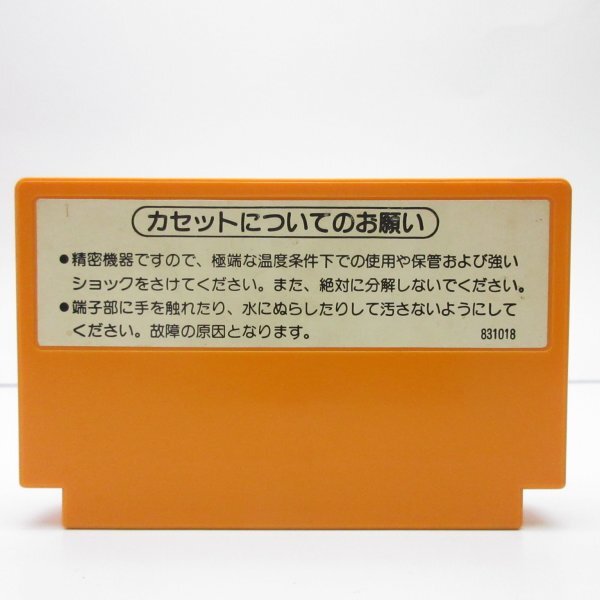 カセットについてのお願い
●精密機器ですので、極端な温度条件下での使用や保管および強い
ショックをさけてください。また、絶対に分解しないでください。
●端子部に手を触れたり、水にぬらしたりして汚さないようにして
ください。故障の原因となります。 831018